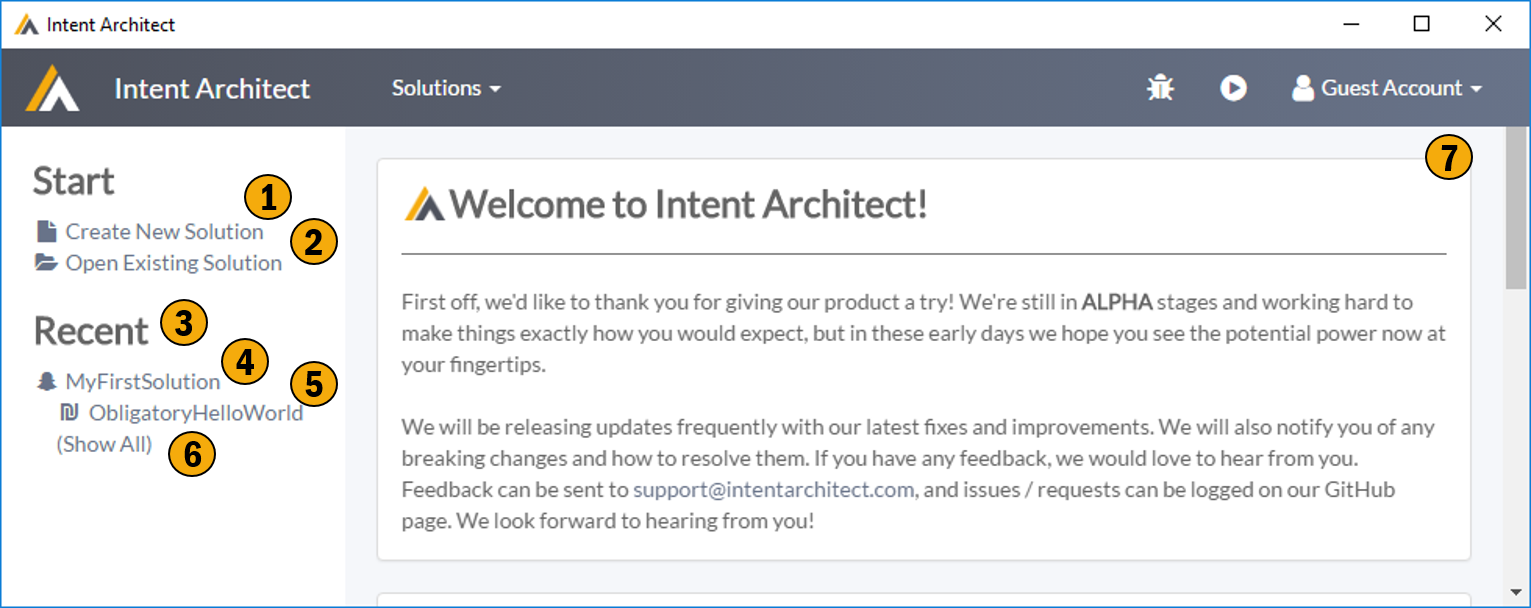 Intent Architect
Intent Architect
Solutions
Guest Account
Start
1
Create New Solution
2
Open Existing Solution
Recent
3
4
MyFirstSolution
5
ObligatoryHelloWorld
(Show All)
6
7
Welcome to Intent Architect!
First off, we'd like to thank you for giving our product a try! We're still in ALPHA stages and working hard to
make things exactly how you would expect, but in these early days we hope you see the potential power now at
your fingertips.
We will be releasing updates frequently with our latest fixes and improvements. We will also notify you of any
breaking changes and how to resolve them. If you have any feedback, we would love to hear from you.
Feedback can be sent to support@intentarchitect.com, and issues / requests can be logged on our GitHub
page. We look forward to hearing from you!